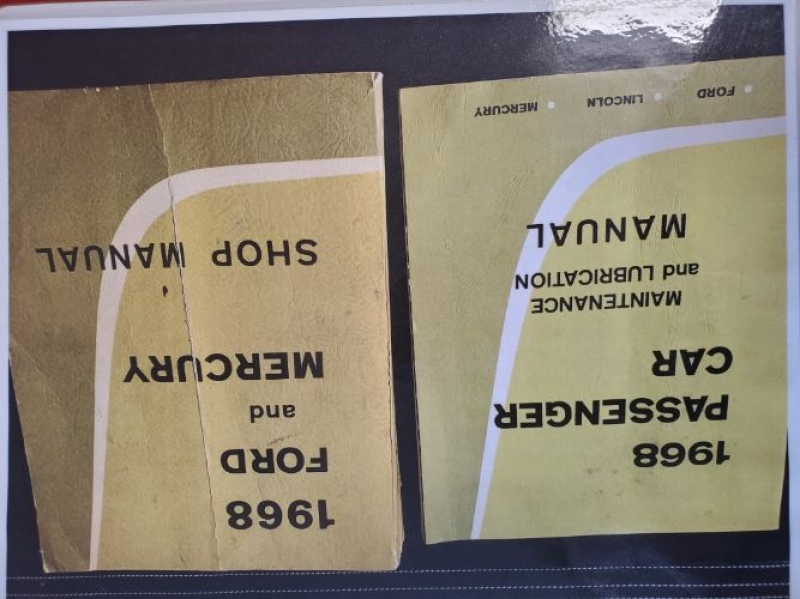 1968
PASSENGER
CAR
MAINTENANCE
and LUBRICATION
MANUAL
• FORD • LINCOLN • MERCURY
1968
FORD
and
MERCURY
SHOP MANUAL